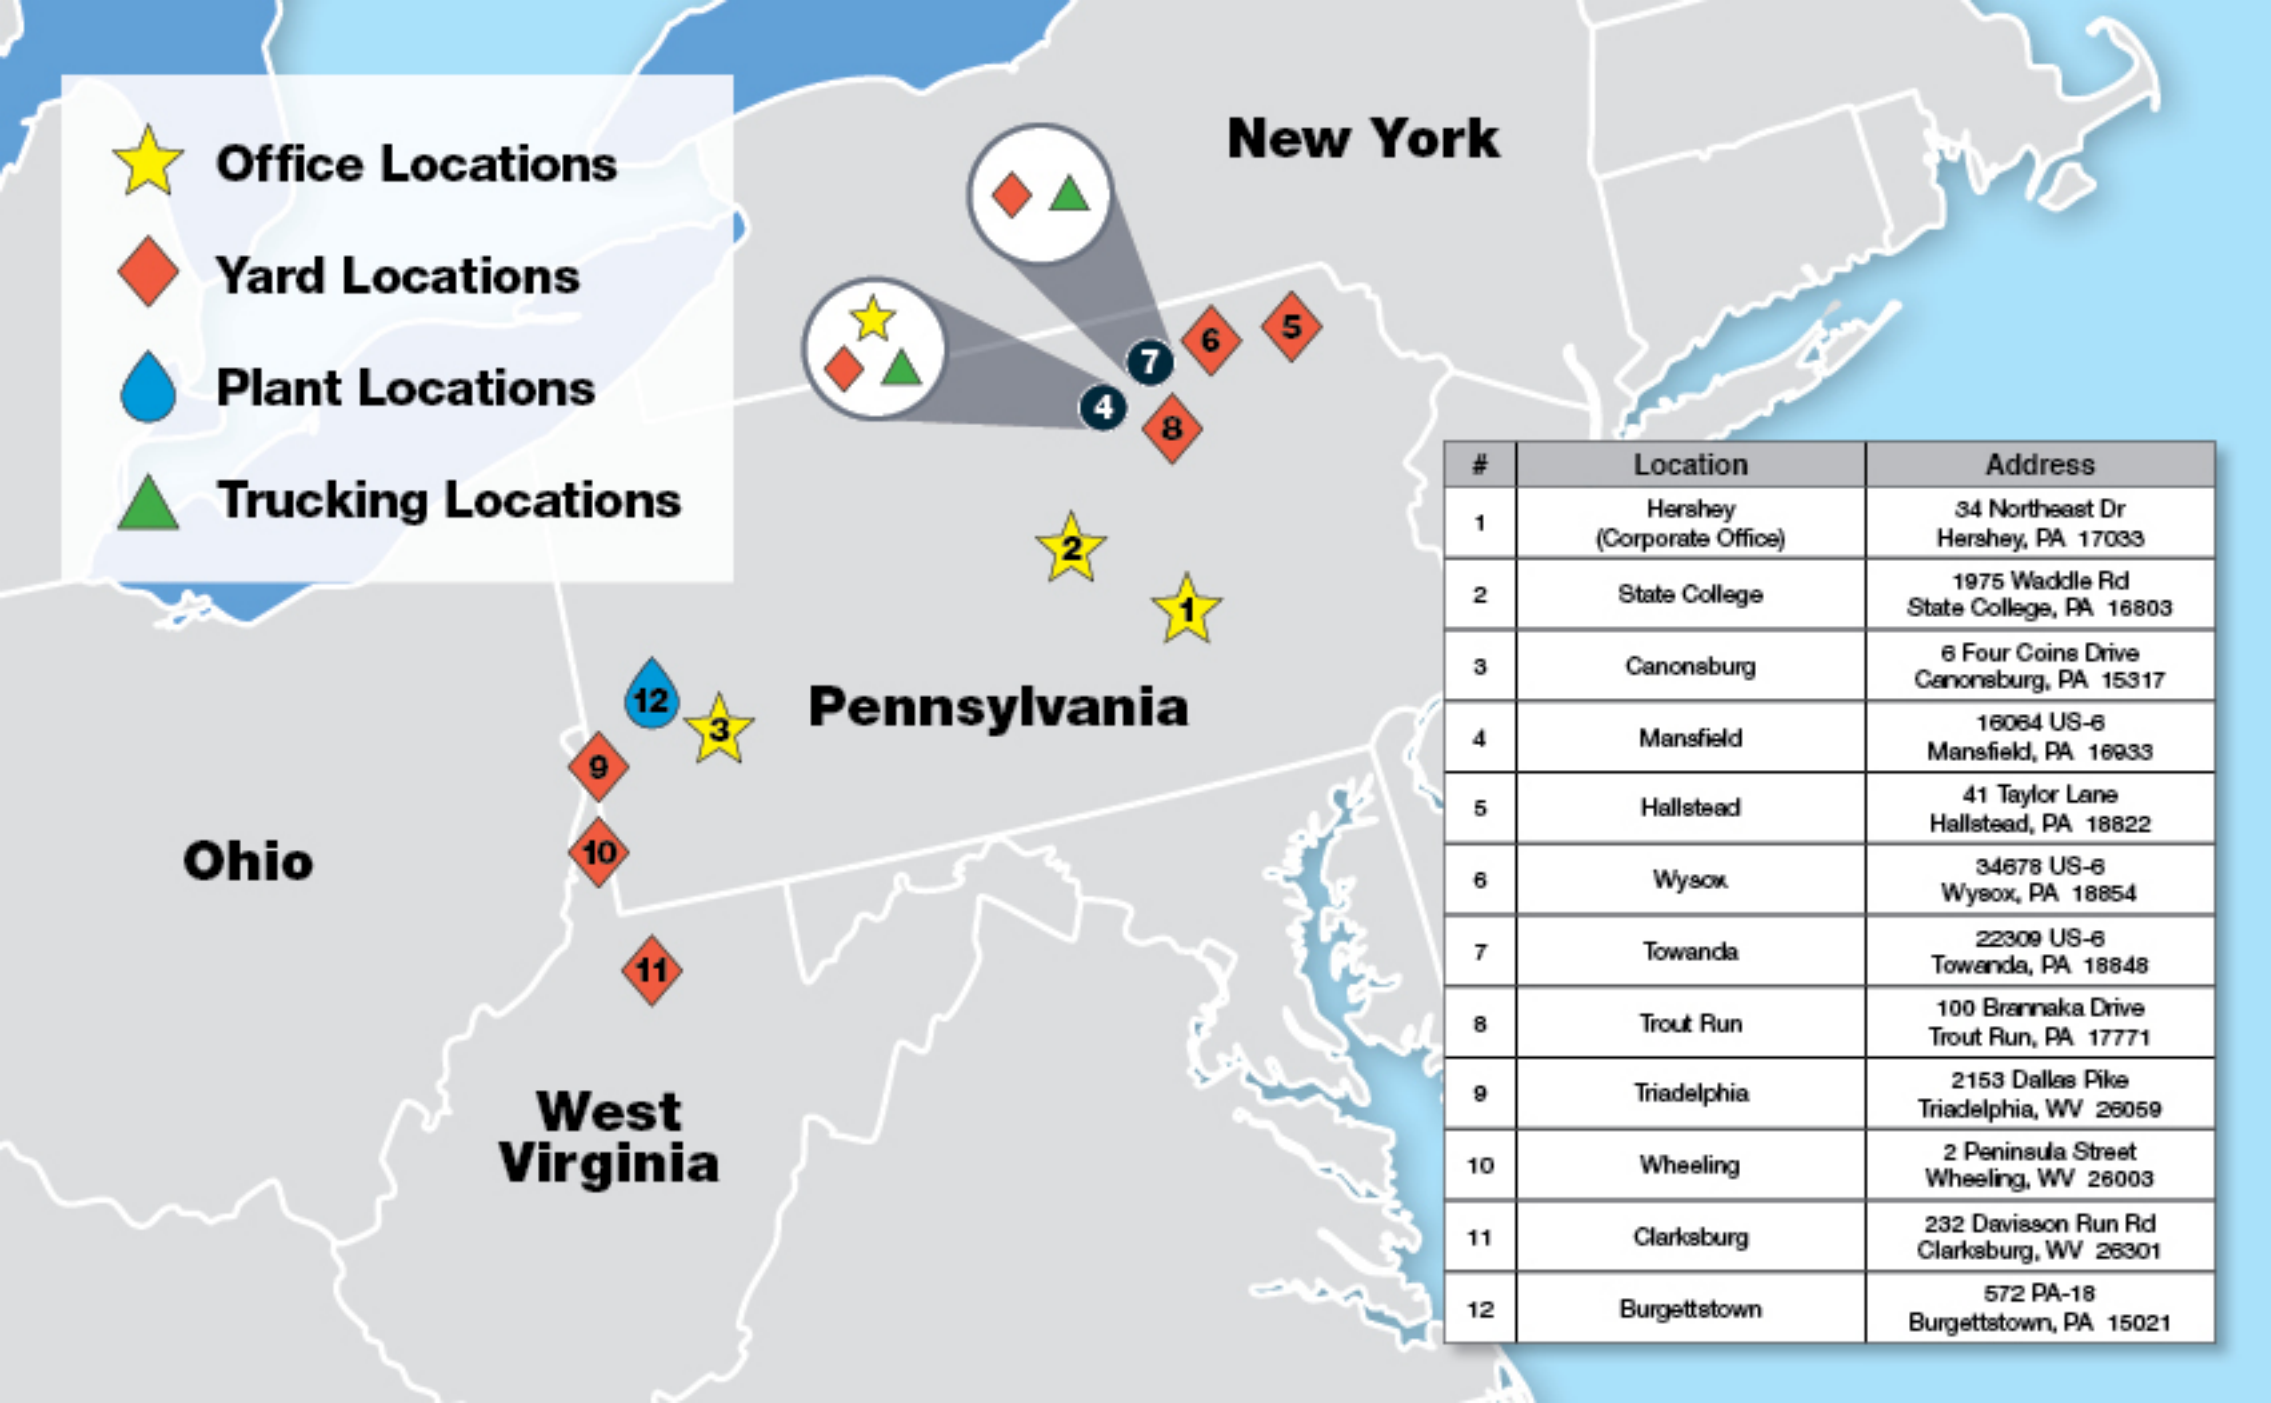 Office Locations
Yard Locations
Plant Locations
Trucking Locations
New York
7
6
5
4
8
2
1
12
3
Pennsylvania
9
10
Ohio
11
West
Virginia
# Location Address
1 Hershey 34 Northeast Dr
(Corporate Office) Hershey, PA 17033
2 State College 1975 Waddle Rd
State College, PA 16803
3 Canonsburg 6 Four Coins Drive
Canonsburg, PA 15317
4 Mansfield 16064 US-6
Mansfield, PA 16933
5 Hallstead 41 Taylor Lane
Hallstead, PA 18822
6 Wysox 34678 US-6
Wysox, PA 18854
7 Towanda 22309 US-6
Towanda, PA 18848
8 Trout Run 100 Brannaka Drive
Trout Run, PA 17771
9 Triadelphia 2153 Dallas Pike
Triadelphia, WV 26059
10 Wheeling 2 Peninsula Street
Wheeling, WV 26003
11 Clarksburg 232 Davisson Run Rd
Clarksburg, WV 26301
12 Burgettstown 572 PA-18
Burgettstown, PA 15021